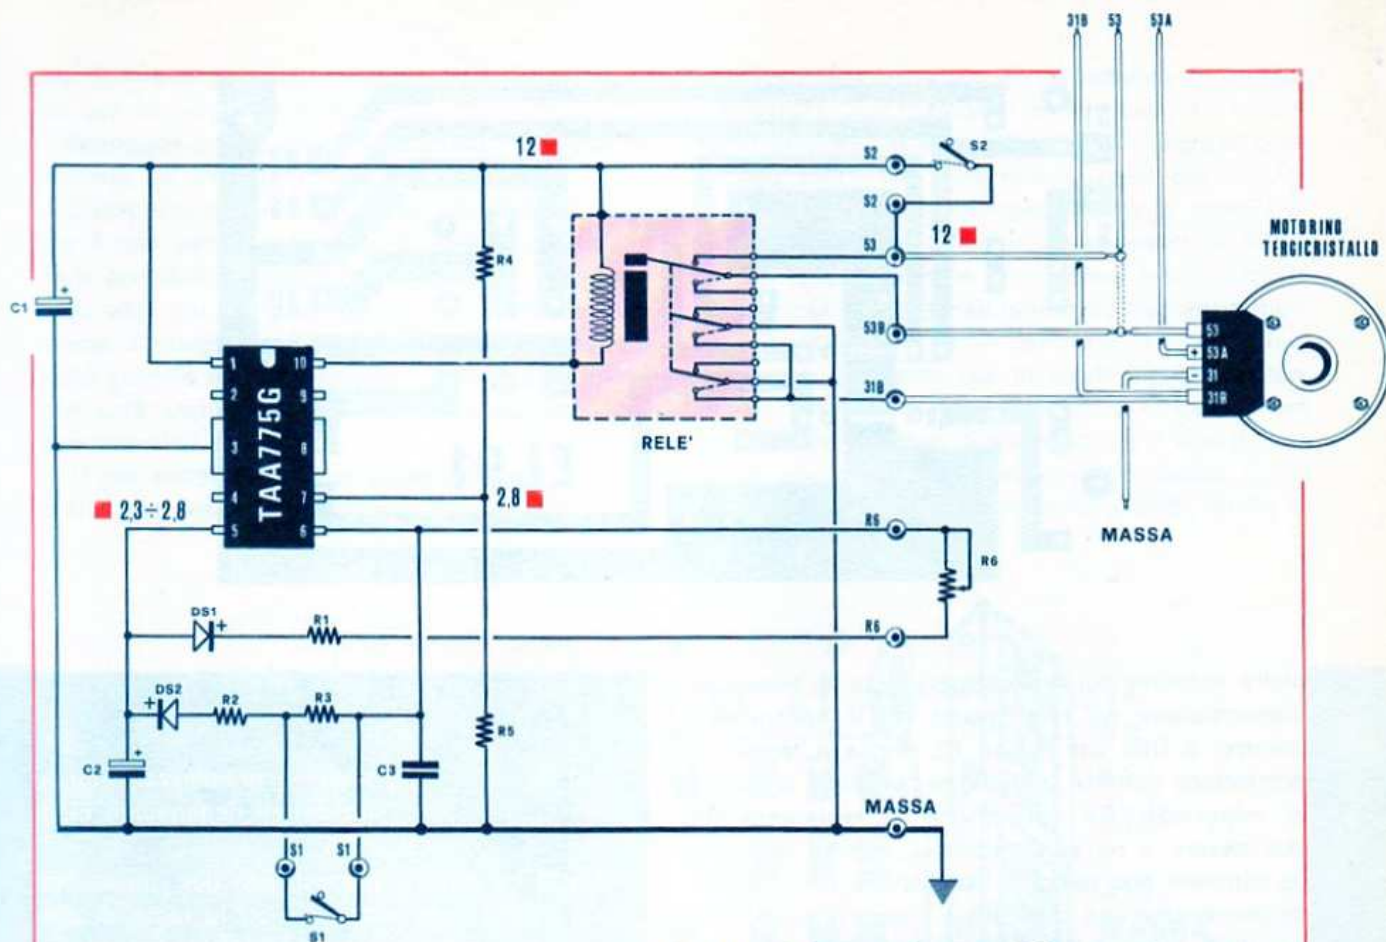 31B 53 53A
12
S2
S2
S2
53
12
MOTORINO
TERGICRISTALLO
R4
C1
+
53B
31B
53
53A
+
31
-
31B
1 10
2 9
3 8
4 7
5 6
TAA775G
RELE'
2,3÷2,8
2,8
R6
MASSA
R6
DS1
+
R1
R6
DS2
+
R2
R3
R5
C2
+
C3
MASSA
S1 S1
S1